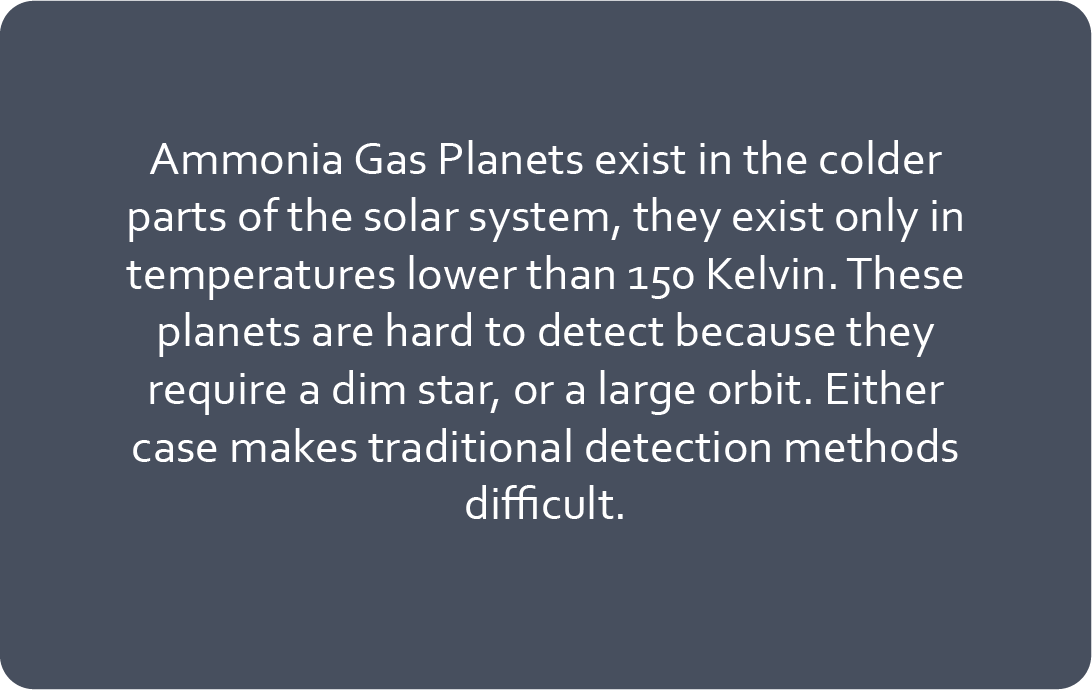 Ammonia Gas Planets exist in the colder
parts of the solar system, they exist only in
temperatures lower than 150 Kelvin. These
planets are hard to detect because they
require a dim star, or a large orbit. Either
case makes traditional detection methods
difficult.